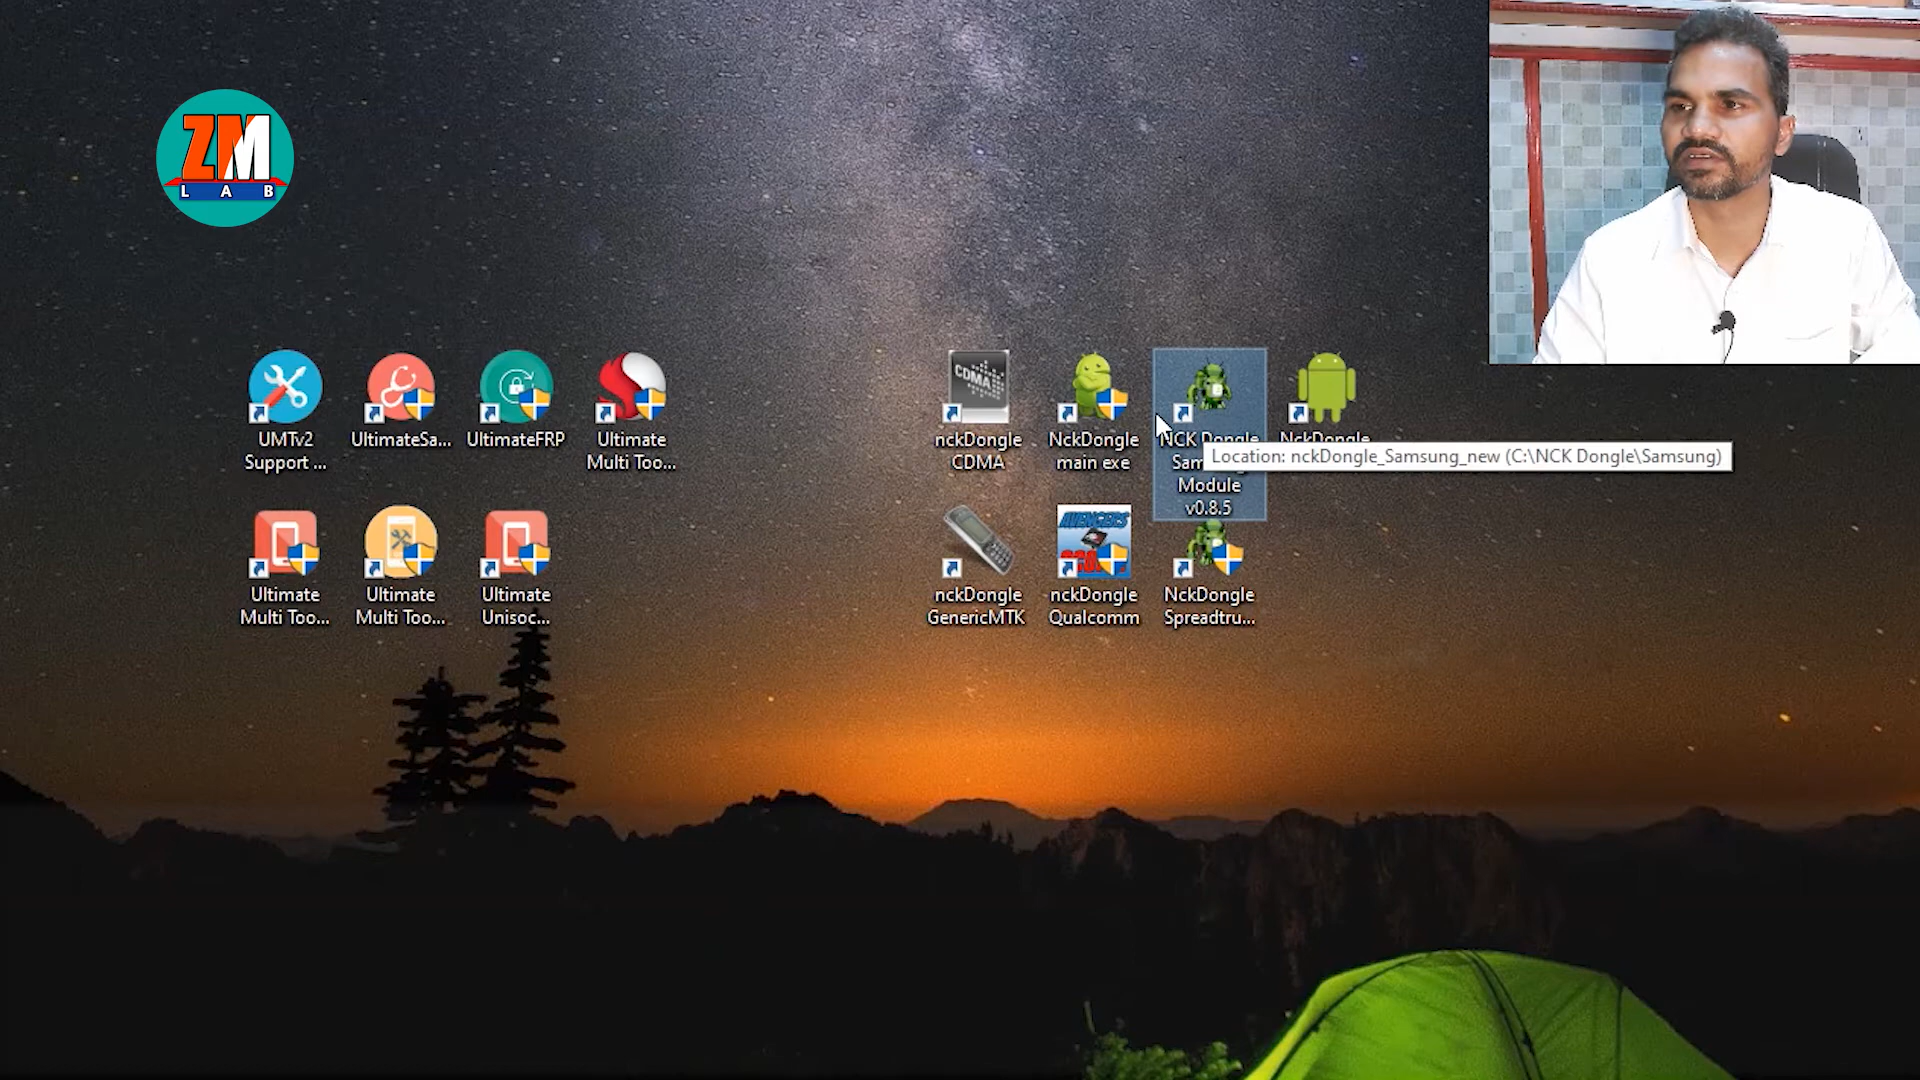 ZM
LAB
UMTv2
Support ...
UltimateSa...
UltimateFRP
Ultimate
Multi Too...
CDMA
nckDongle
CDMA
NckDongle
main exe
NCK Dongle
Sam
Module
v0.8.5
NckDongle
Location: nckDongle_Samsung_new (C:\NCK Dongle\Samsung)
Ultimate
Multi Too...
Ultimate
Multi Too...
Ultimate
Unisoc...
nckDongle
GenericMTK
AVENGERS
nckDongle
Qualcomm
NckDongle
Spreadtru...